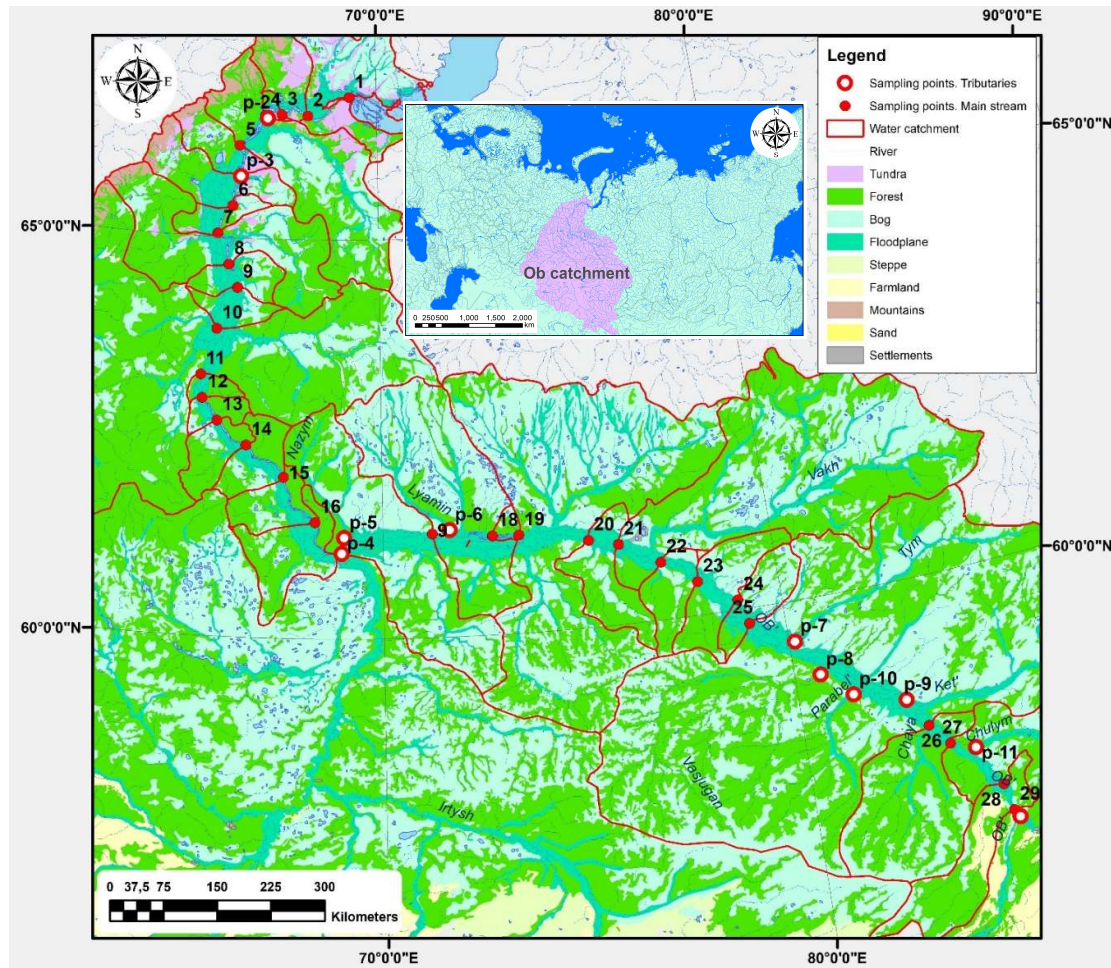 70°0'0"E
80°0'0"E
90°0'0"E
N
W
E
S
p-24
3
2
1
5
p-3
6
7
8
9
10
11
12
13
14
15
16
Nazym
Lyamin
p-5
p-4
9
p-6
18
19
20
21
22
23
24
25
OB'
Vakh
Tym
p-7
p-8
p-10
p-9
Parabel'
Ket'
Chaya
26
27
Chulym
p-11
OB'
28
29
OB'
Vasjugan
Irtysh
65°0'0"N
60°0'0"N
65°0'0"N
60°0'0"N
Legend
Sampling points. Tributaries
Sampling points. Main stream
Water catchment
River
Tundra
Forest
Bog
Floodplane
Steppe
Farmland
Mountains
Sand
Settlements
N
W
E
S
Ob catchment
0 250500 1,000 1,500 2,000
km
0 37,5 75 150 225 300
Kilometers
70°0'0"E
80°0'0"E